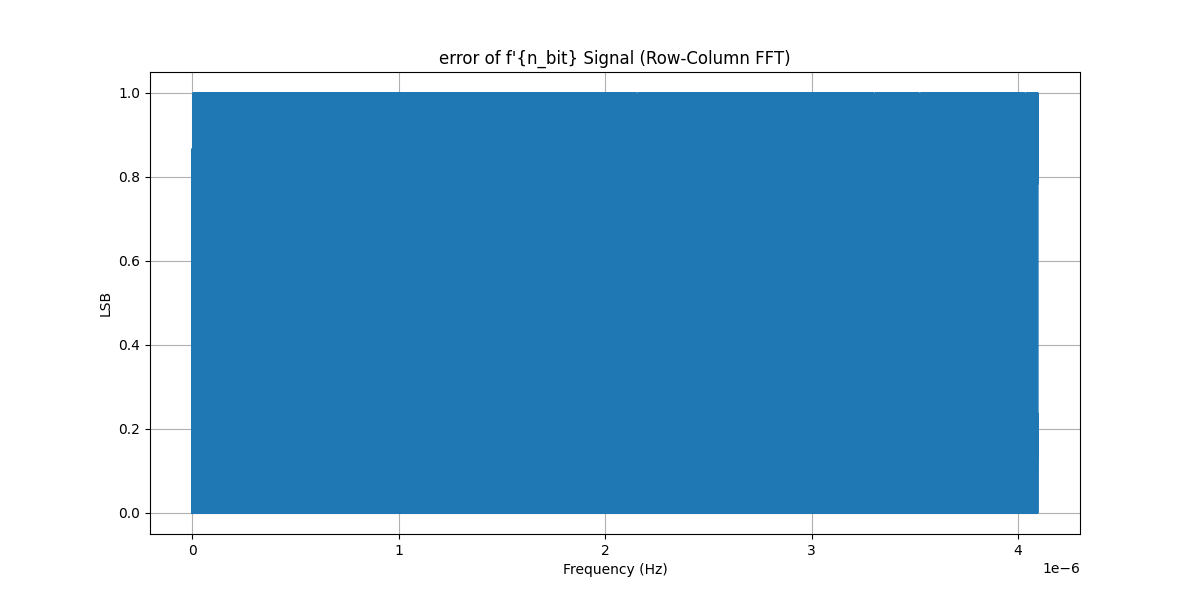 error of f'{n_bit} Signal (Row-Column FFT)
1.0
0.8
0.6
0.4
0.2
0.0
LSB
0 1 2 3 4
1e−6
Frequency (Hz)